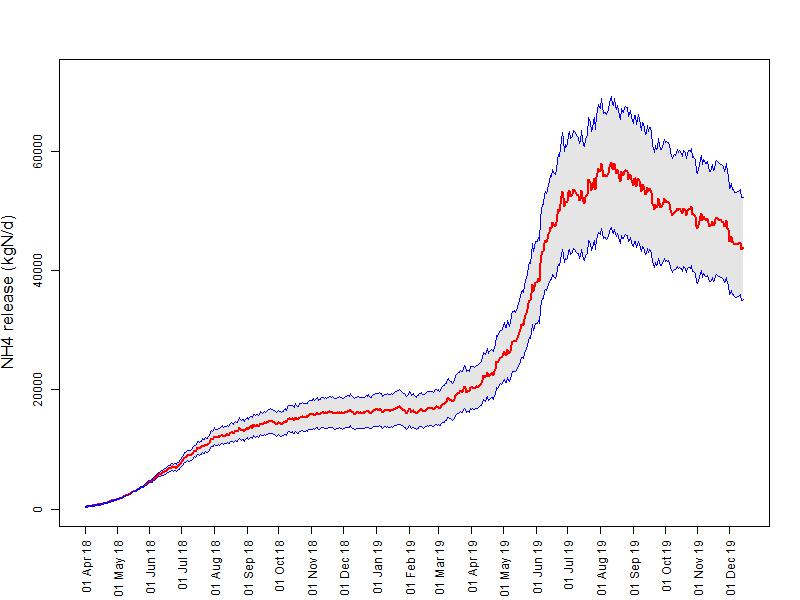 NH4 release (kgN/d)
60000
40000
20000
0
01 Apr 18
01 May 18
01 Jun 18
01 Jul 18
01 Aug 18
01 Sep 18
01 Oct 18
01 Nov 18
01 Dec 18
01 Jan 19
01 Feb 19
01 Mar 19
01 Apr 19
01 May 19
01 Jun 19
01 Jul 19
01 Aug 19
01 Sep 19
01 Oct 19
01 Nov 19
01 Dec 19